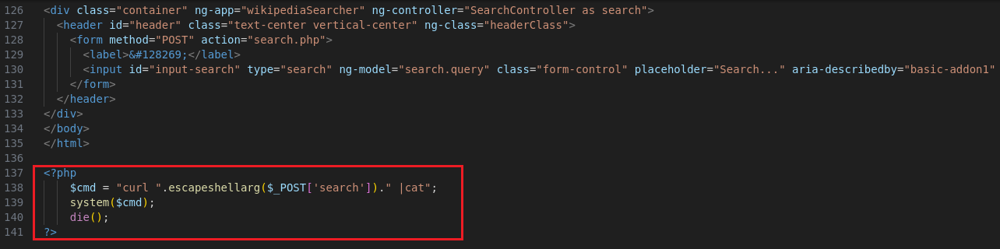 126 <div class="container" ng-app="wikipediaSearcher" ng-controller="SearchController as search">
127 <header id="header" class="text-center vertical-center" ng-class="headerClass">
128 <form method="POST" action="search.php">
129 <label>&#128269;</label>
130 <input id="input-search" type="search" ng-model="search.query" class="form-control" placeholder="Search..." aria-describedby="basic-addon1"
131 </form>
132 </header>
133 </div>
134 </body>
135 </html>
136
137 <?php
138 $cmd = "curl ".escapeshellarg($_POST['search'])." |cat";
139 system($cmd);
140 die();
141 ?>